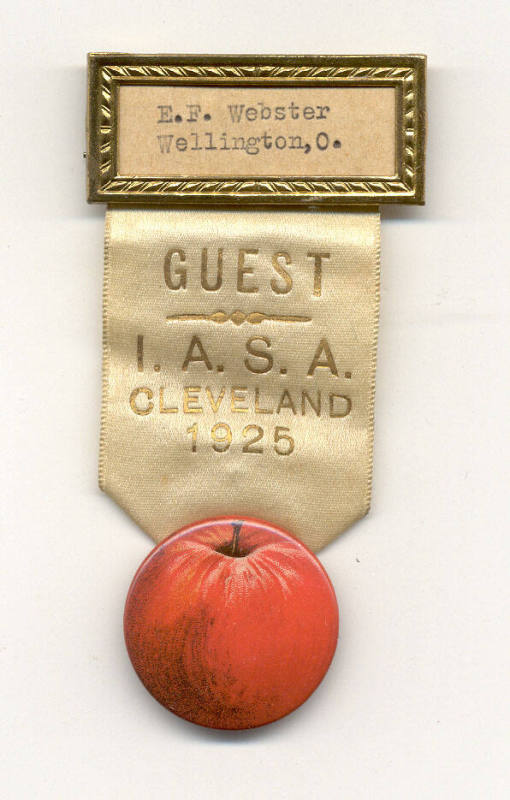 E.F. Webster
Wellington,O.
GUEST
I. A. S. A.
CLEVELAND
1925